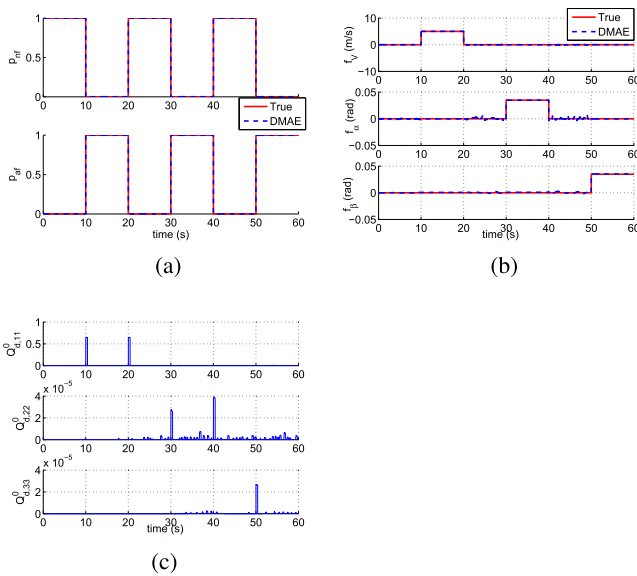 1
0.5
0
p_nf
0 10 20 30 40 50 60
True
DMAE
1
0.5
0
p_af
0 10 20 30 40 50 60
time (s)
(a)
10
0
-10
f_V (m/s)
0 10 20 30 40 50 60
True
DMAE
0.05
0
-0.05
f_α (rad)
0 10 20 30 40 50 60
0.05
0
-0.05
f_β (rad)
0 10 20 30 40 50 60
time (s)
(b)
1
0.5
0
Q^0_d,11
0 10 20 30 40 50 60
x 10^-5
4
2
0
Q^0_d,22
0 10 20 30 40 50 60
x 10^-5
4
2
0
Q^0_d,33
0 10 20 30 40 50 60
time (s)
(c)